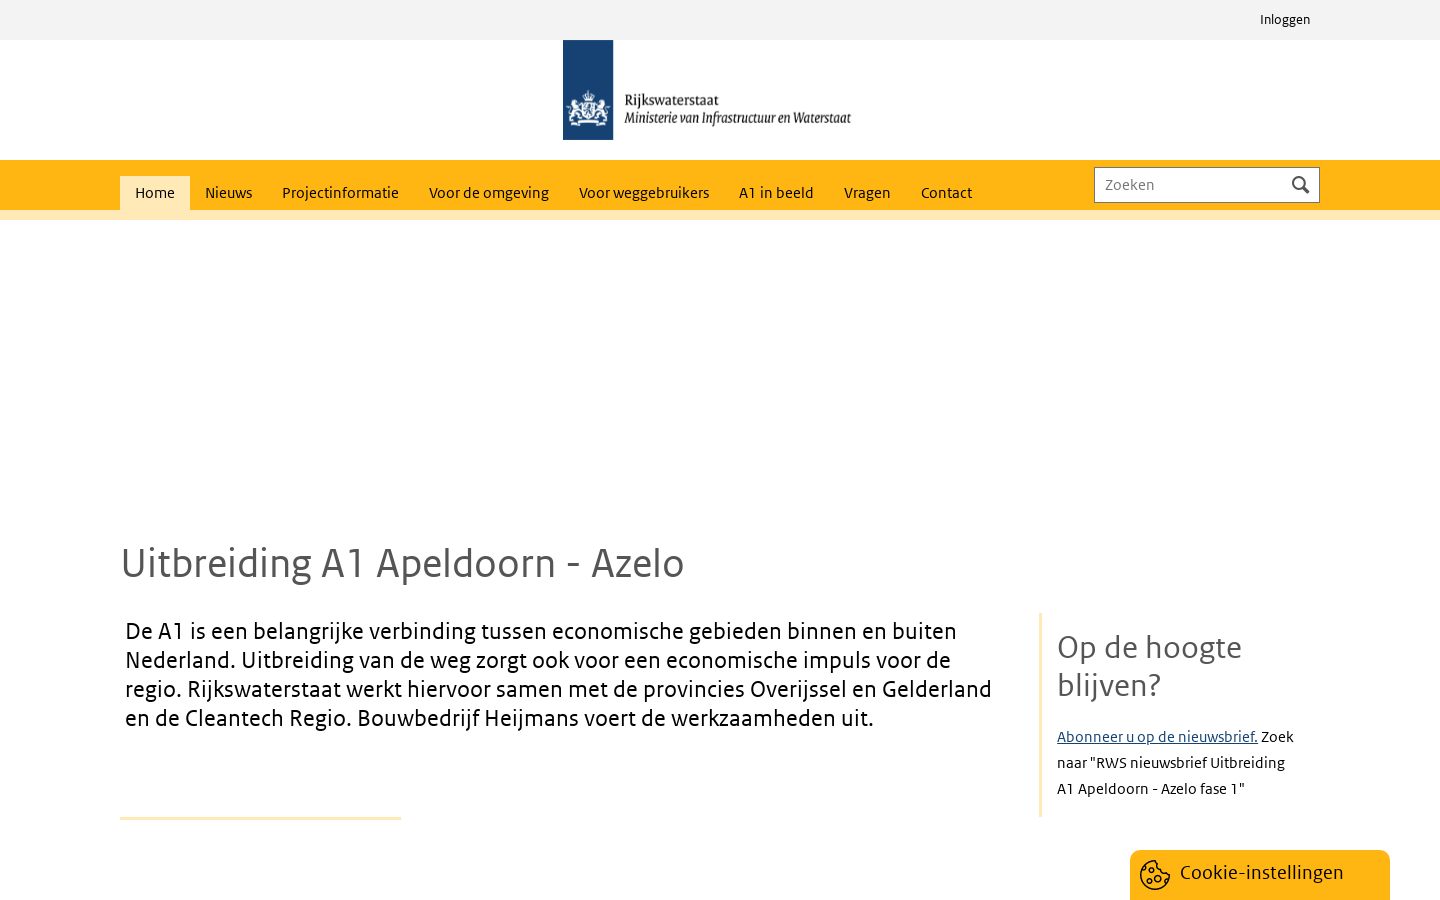 Inloggen
Rijkswaterstaat
Ministerie van Infrastructuur en Waterstaat
Home Nieuws Projectinformatie Voor de omgeving Voor weggebruikers A1 in beeld Vragen Contact Zoeken
Uitbreiding A1 Apeldoorn - Azelo
De A1 is een belangrijke verbinding tussen economische gebieden binnen en buiten
Nederland. Uitbreiding van de weg zorgt ook voor een economische impuls voor de
regio. Rijkswaterstaat werkt hiervoor samen met de provincies Overijssel en Gelderland
en de Cleantech Regio. Bouwbedrijf Heijmans voert de werkzaamheden uit.
Op de hoogte
blijven?
Abonneer u op de nieuwsbrief. Zoek
naar "RWS nieuwsbrief Uitbreiding
A1 Apeldoorn - Azelo fase 1"
Cookie-instellingen